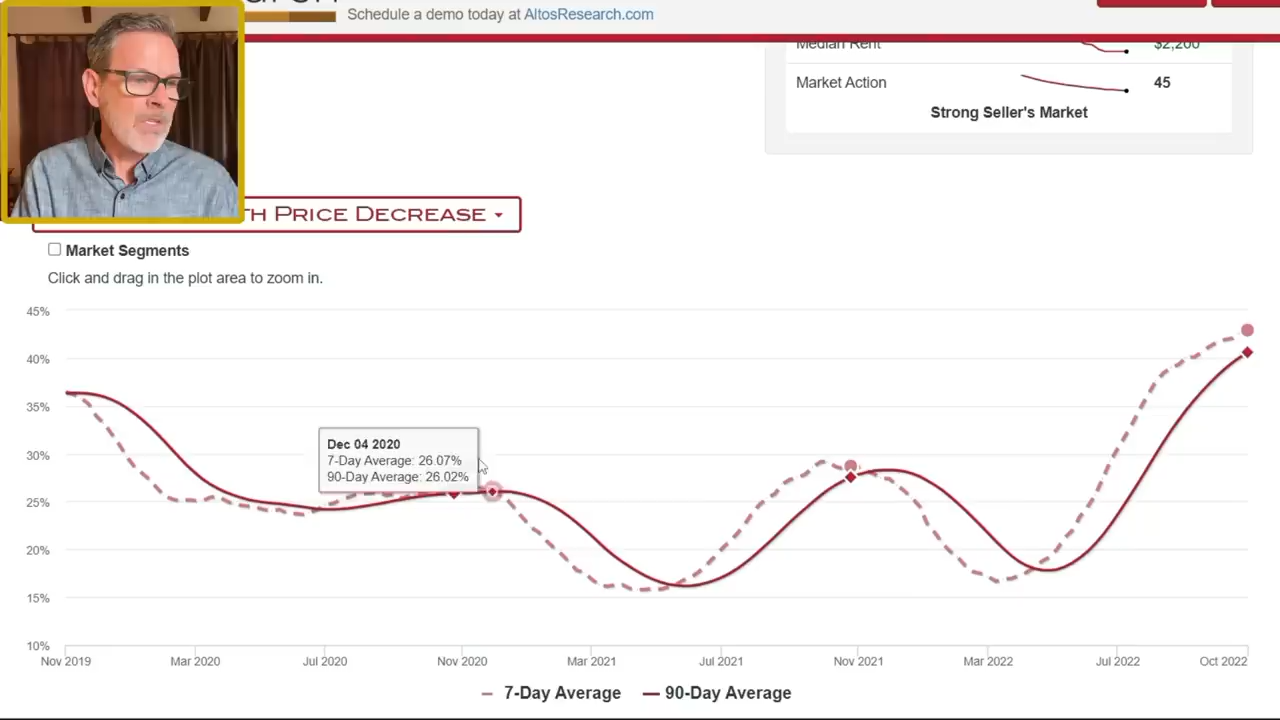 Schedule a demo today at AltosResearch.com
Median Rent $2,200
Market Action 45
Strong Seller's Market
TH PRICE DECREASE
Market Segments
Click and drag in the plot area to zoom in.
45%
40%
35%
30%
25%
20%
15%
10%
Dec 04 2020
7-Day Average: 26.07%
90-Day Average: 26.02%
Nov 2019 Mar 2020 Jul 2020 Nov 2020 Mar 2021 Jul 2021 Nov 2021 Mar 2022 Jul 2022 Oct 2022
7-Day Average 90-Day Average